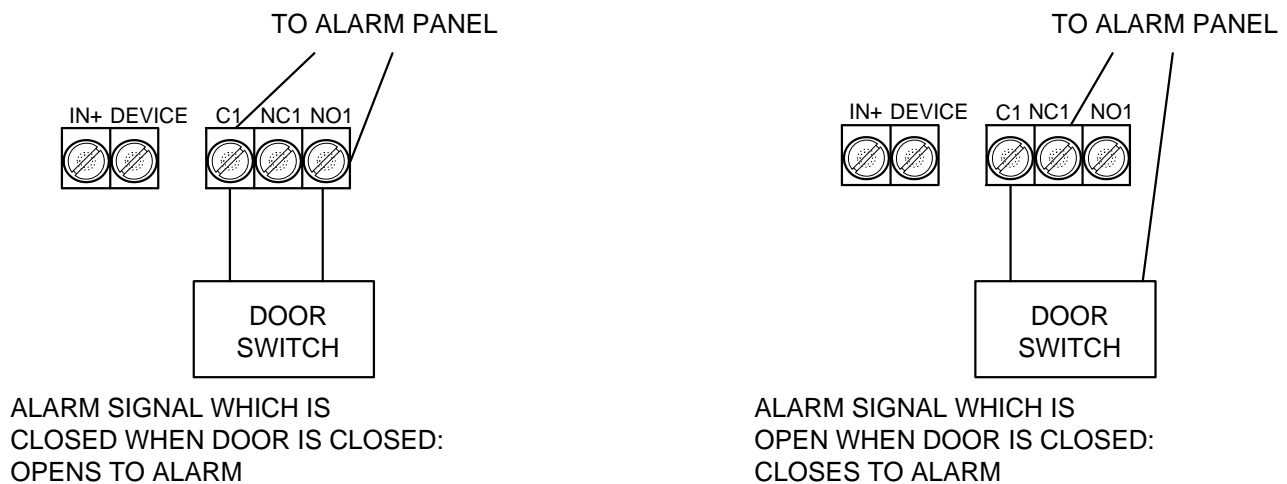 TO ALARM PANEL
IN+ DEVICE C1 NC1 NO1
DOOR
SWITCH
ALARM SIGNAL WHICH IS
CLOSED WHEN DOOR IS CLOSED:
OPENS TO ALARM
TO ALARM PANEL
IN+ DEVICE C1 NC1 NO1
DOOR
SWITCH
ALARM SIGNAL WHICH IS
OPEN WHEN DOOR IS CLOSED:
CLOSES TO ALARM